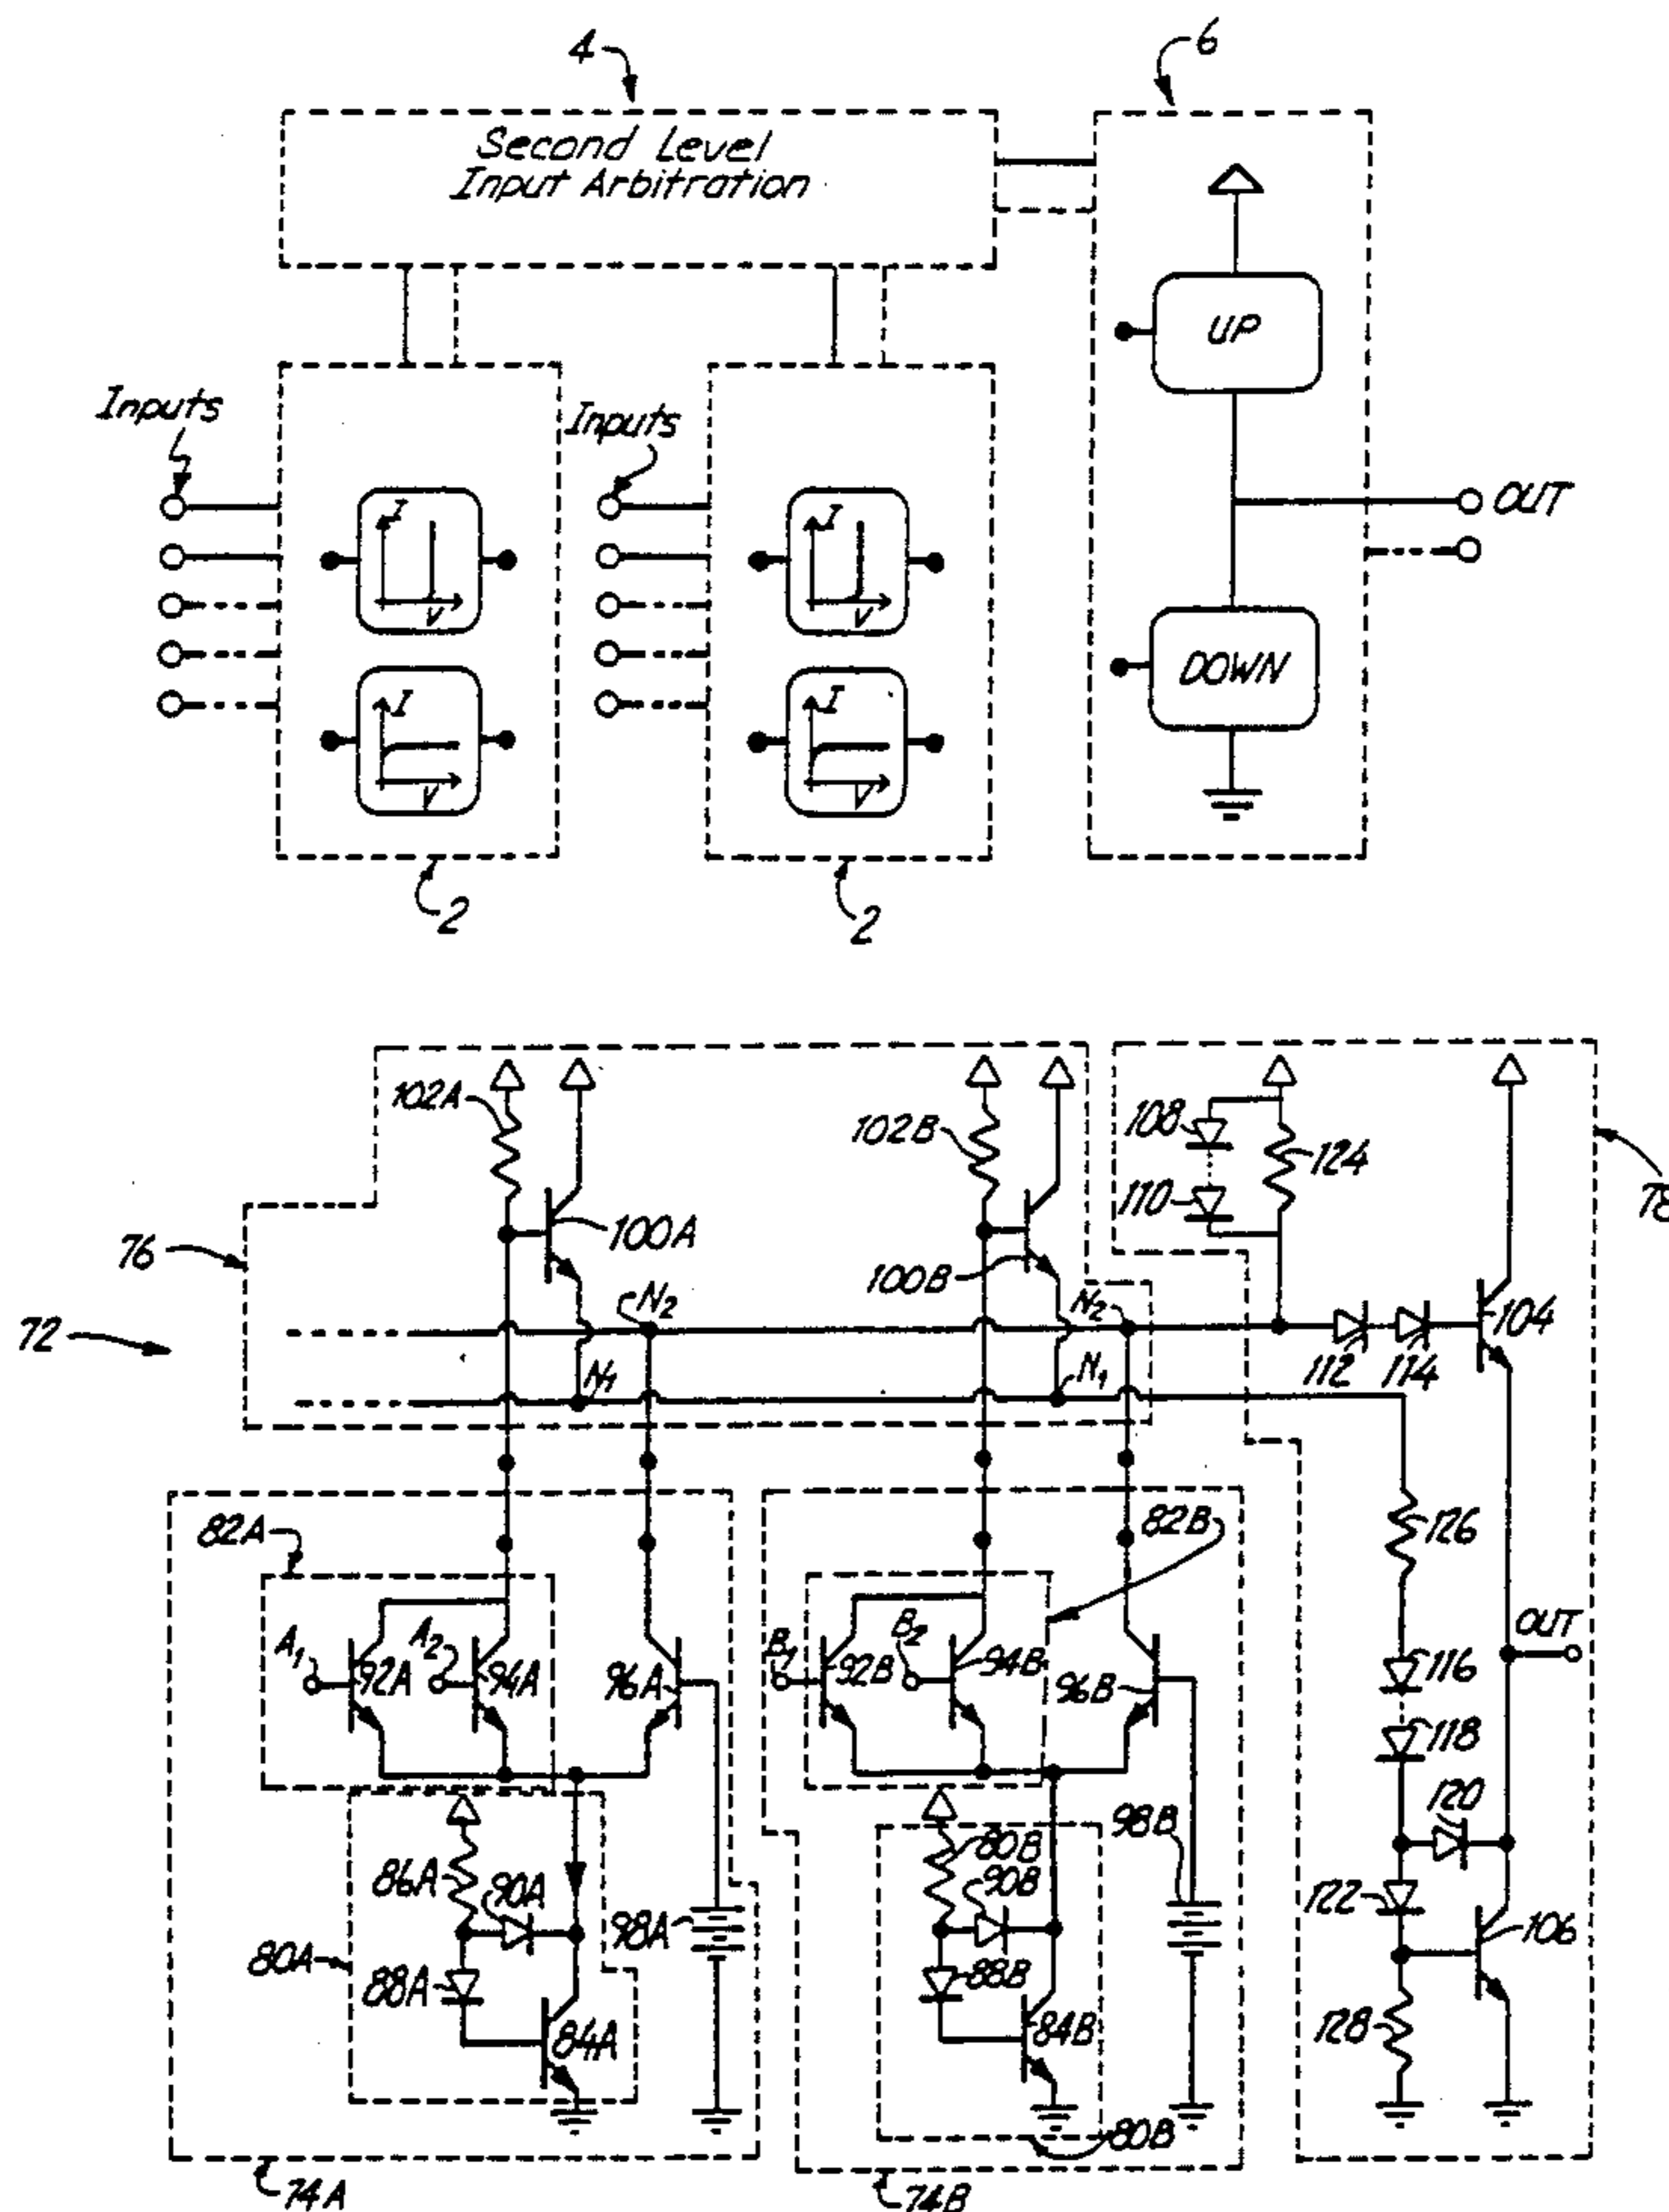 4
6
Second Level
Input Arbitration
UP
Inputs
Inputs
I
I
OUT
V
V
DOWN
I
I
V
V
2
2
102A
102B
108
124
110
78
100A
76
100B
N2
N2
104
72
112
114
N1
N1
126
82A
82B
OUT
A1
A2
B1
B2
116
92A
94A
96A
92B
94B
96B
118
120
86A
90A
80B
90B
98B
122
98A
106
80A
88A
88B
84A
84B
128
80B
74A
74B